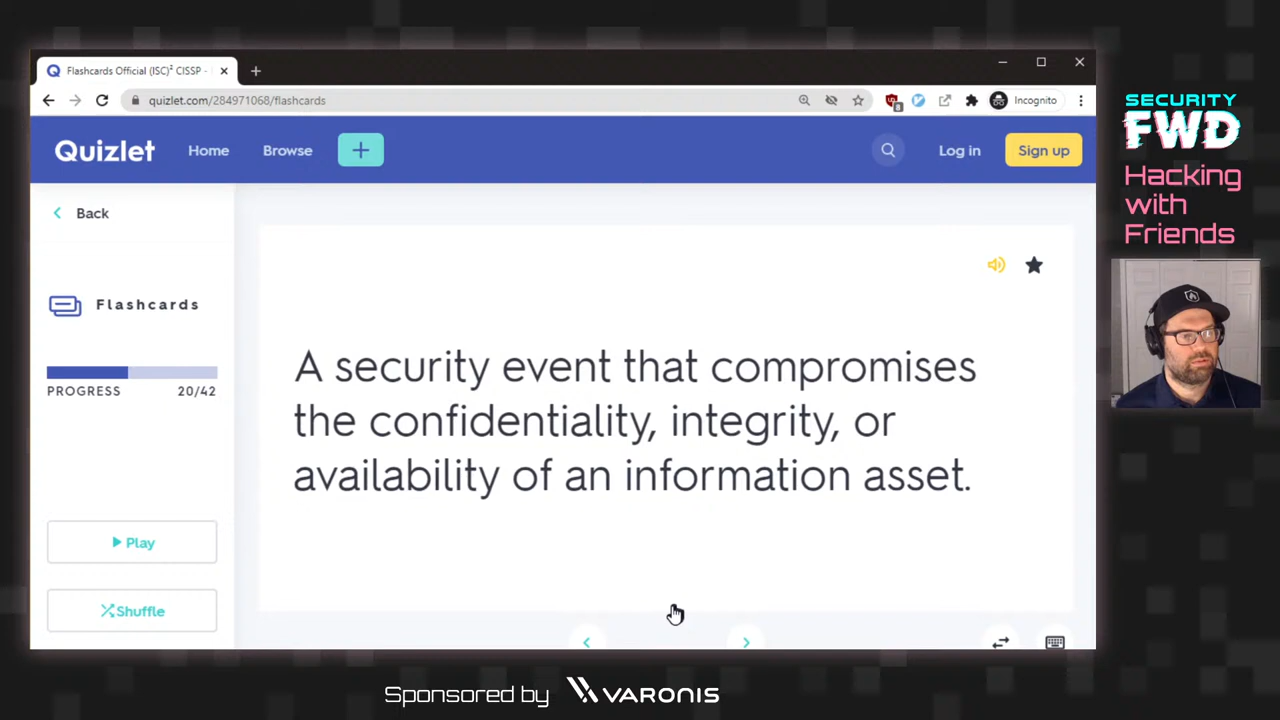 Flashcards Official (ISC)² CISSP -
quizlet.com/284971068/flashcards
8
Incognito
Quizlet
Home
Browse
Log in
Sign up
Back
Flashcards
PROGRESS
20/42
Play
Shuffle
A security event that compromises
the confidentiality, integrity, or
availability of an information asset.
SECURITY
FWD
Hacking
with
Friends
Sponsored by VARONIS